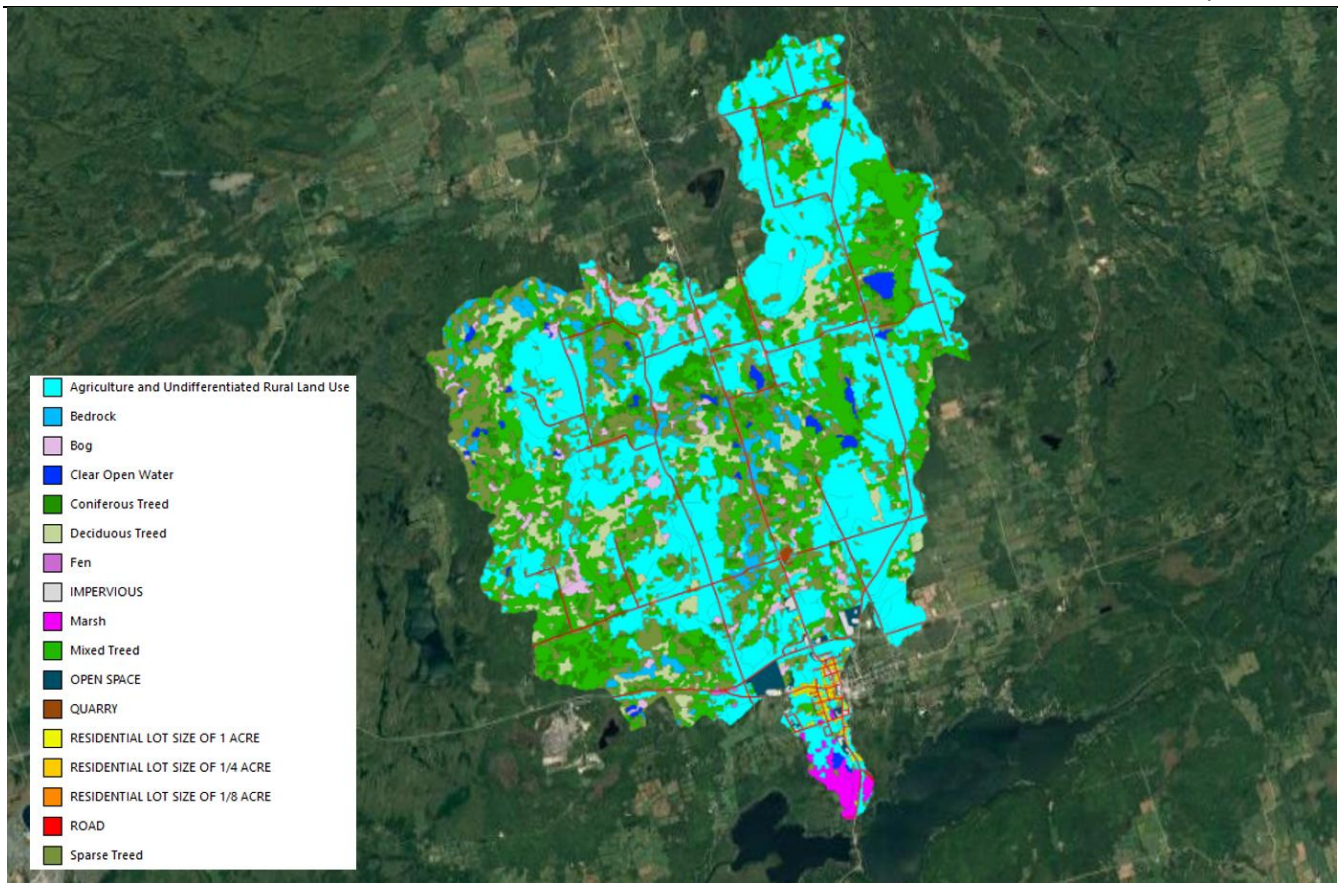 Agriculture and Undifferentiated Rural Land Use
Bedrock
Bog
Clear Open Water
Coniferous Treed
Deciduous Treed
Fen
IMPERVIOUS
Marsh
Mixed Treed
OPEN SPACE
QUARRY
RESIDENTIAL LOT SIZE OF 1 ACRE
RESIDENTIAL LOT SIZE OF 1/4 ACRE
RESIDENTIAL LOT SIZE OF 1/8 ACRE
ROAD
Sparse Treed